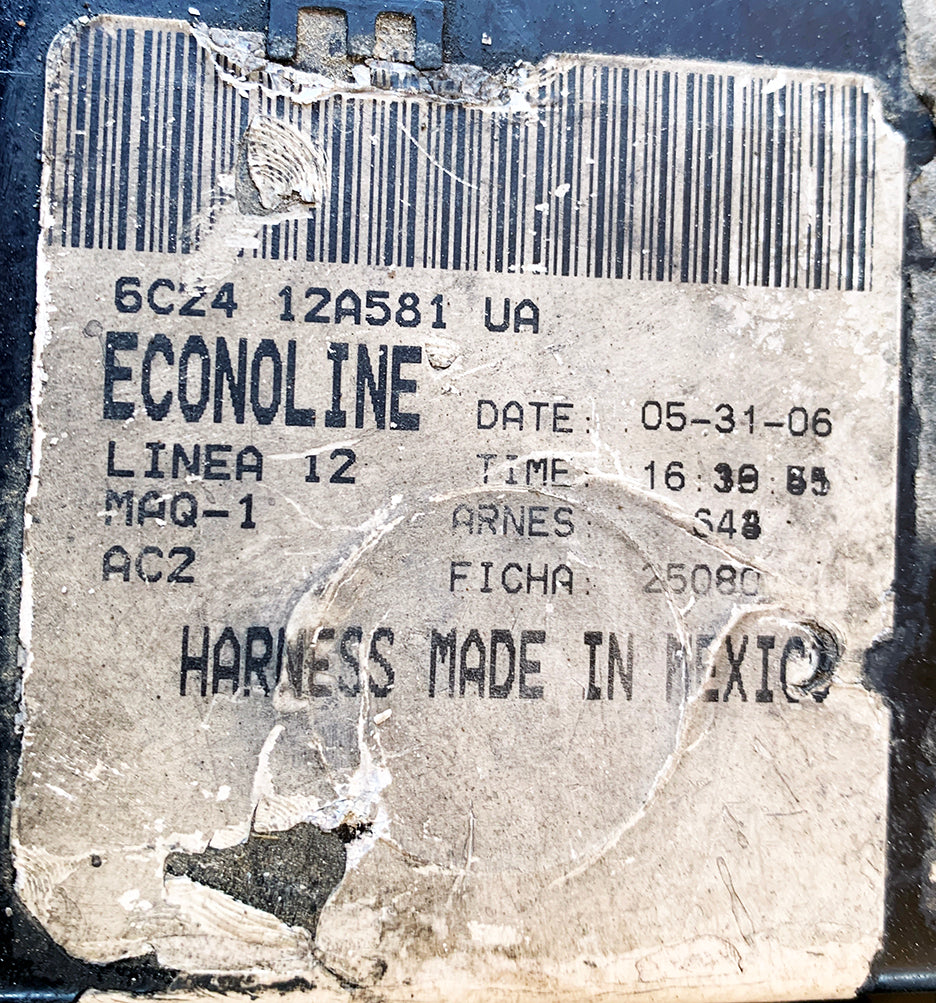 6C24 12A581 UA
ECONOLINE
DATE: 05-31-06
LINEA 12
TIME 16:
MAQ-1
ARNES:
AC2
FICHA: 25080
HARNESS MADE IN MEXICO